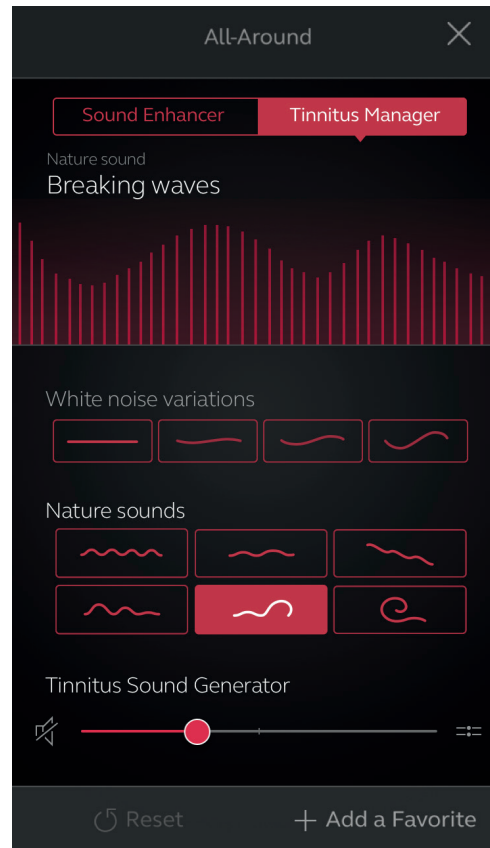 All-Around
Sound Enhancer
Tinnitus Manager
Nature sound
Breaking waves
White noise variations
Nature sounds
Tinnitus Sound Generator
Reset
Add a Favorite